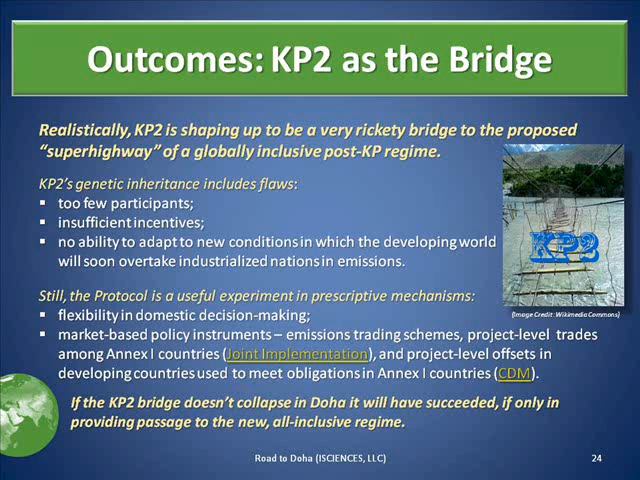 Outcomes: KP2 as the Bridge
Realistically, KP2 is shaping up to be a very rickety bridge to the proposed
“superhighway” of a globally inclusive post-KP regime.
KP2’s genetic inheritance includes flaws:
▪ too few participants;
▪ insufficient incentives;
▪ no ability to adapt to new conditions in which the developing world
will soon overtake industrialized nations in emissions.
KP2
(Image Credit: Wikimedia Commons)
Still, the Protocol is a useful experiment in prescriptive mechanisms:
▪ flexibility in domestic decision-making;
▪ market-based policy instruments – emissions trading schemes, project-level trades
among Annex I countries (Joint Implementation), and project-level offsets in
developing countries used to meet obligations in Annex I countries (CDM).
If the KP2 bridge doesn’t collapse in Doha it will have succeeded, if only in
providing passage to the new, all-inclusive regime.
Road to Doha (ISCIENCES, LLC)
24